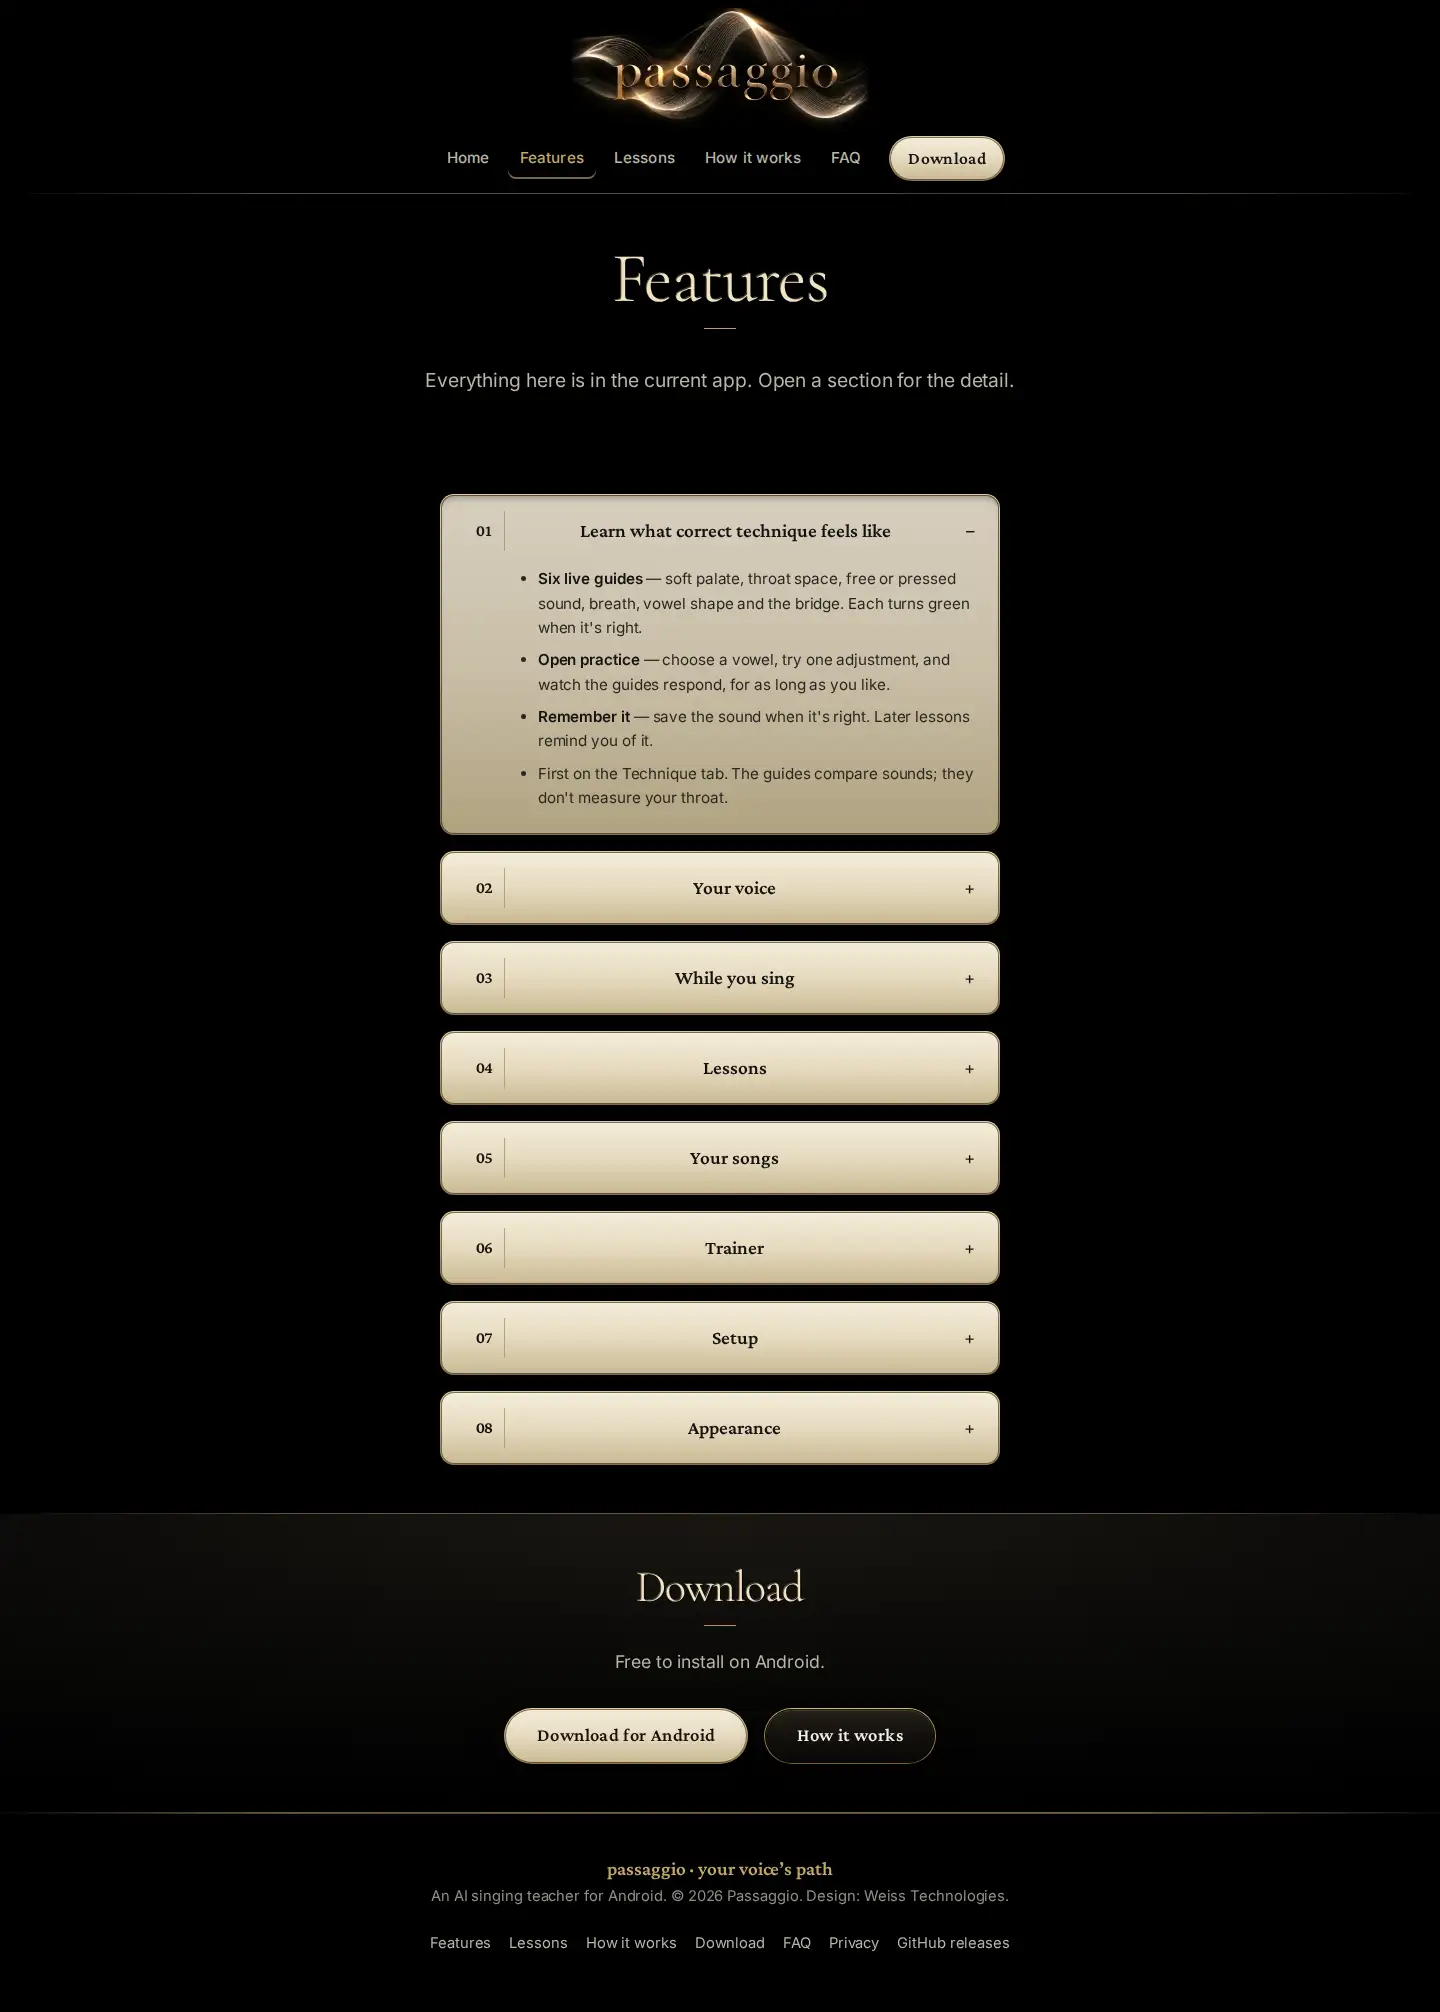 passaggio
Home Features Lessons How it works FAQ Download
Features
Everything here is in the current app. Open a section for the detail.
01 Learn what correct technique feels like −
• Six live guides — soft palate, throat space, free or pressed
sound, breath, vowel shape and the bridge. Each turns green
when it's right.
• Open practice — choose a vowel, try one adjustment, and
watch the guides respond, for as long as you like.
• Remember it — save the sound when it's right. Later lessons
remind you of it.
• First on the Technique tab. The guides compare sounds; they
don't measure your throat.
02 Your voice +
03 While you sing +
04 Lessons +
05 Your songs +
06 Trainer +
07 Setup +
08 Appearance +
Download
Free to install on Android.
Download for Android How it works
passaggio · your voice’s path
An AI singing teacher for Android. © 2026 Passaggio. Design: Weiss Technologies.
Features Lessons How it works Download FAQ Privacy GitHub releases